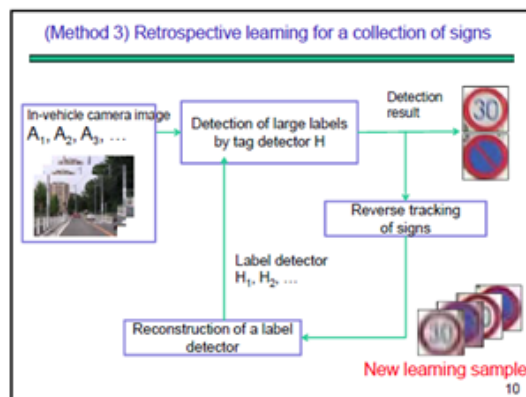 (Method 3) Retrospective learning for a collection of signs
In-vehicle camera image
A₁, A₂, A₃, ...
Detection of large labels
by tag detector H
Detection
result
30
Reverse tracking
of signs
Label detector
H₁, H₂, ...
Reconstruction of a label
detector
30
30
New learning sample
10